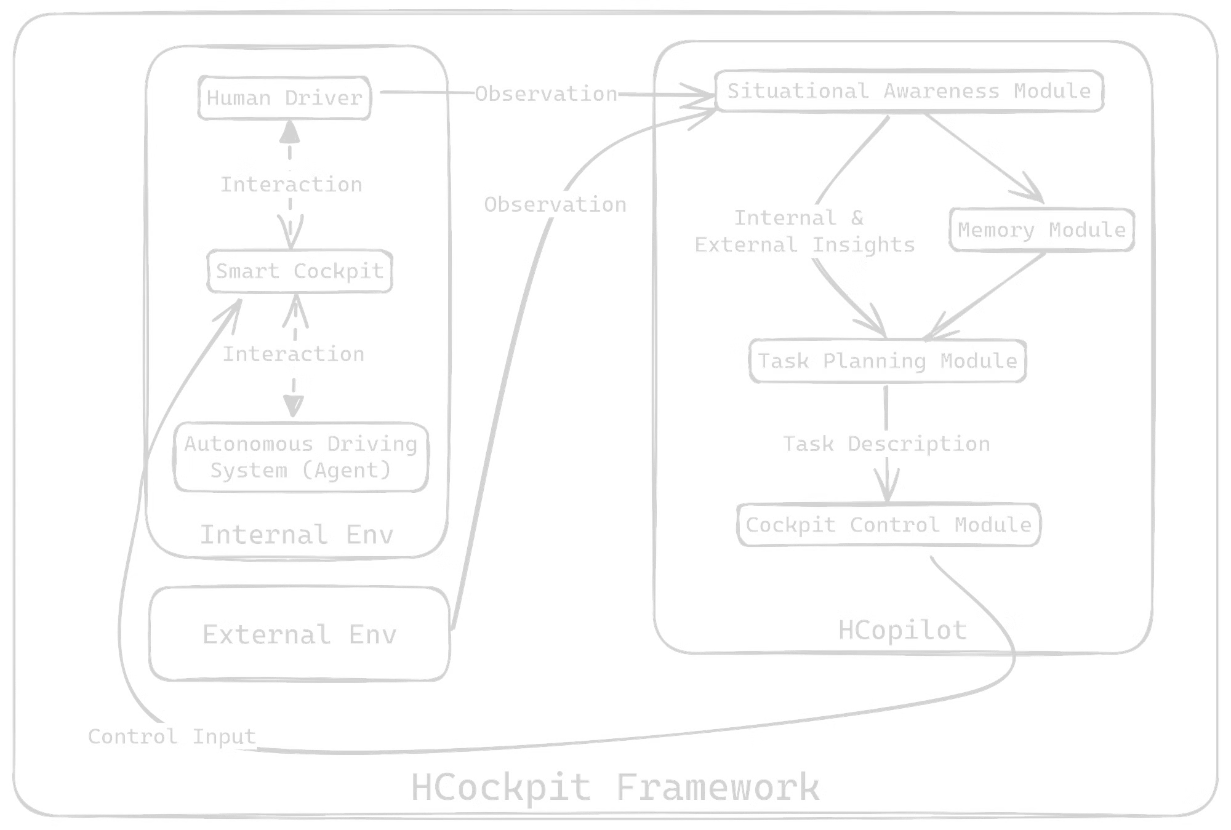 Human Driver
Observation
Situational Awareness Module
Interaction
Observation
Internal &
External Insights
Memory Module
Smart Cockpit
Interaction
Task Planning Module
Autonomous Driving
System (Agent)
Task Description
Internal Env
Cockpit Control Module
External Env
HCopilot
Control Input
HCockpit Framework